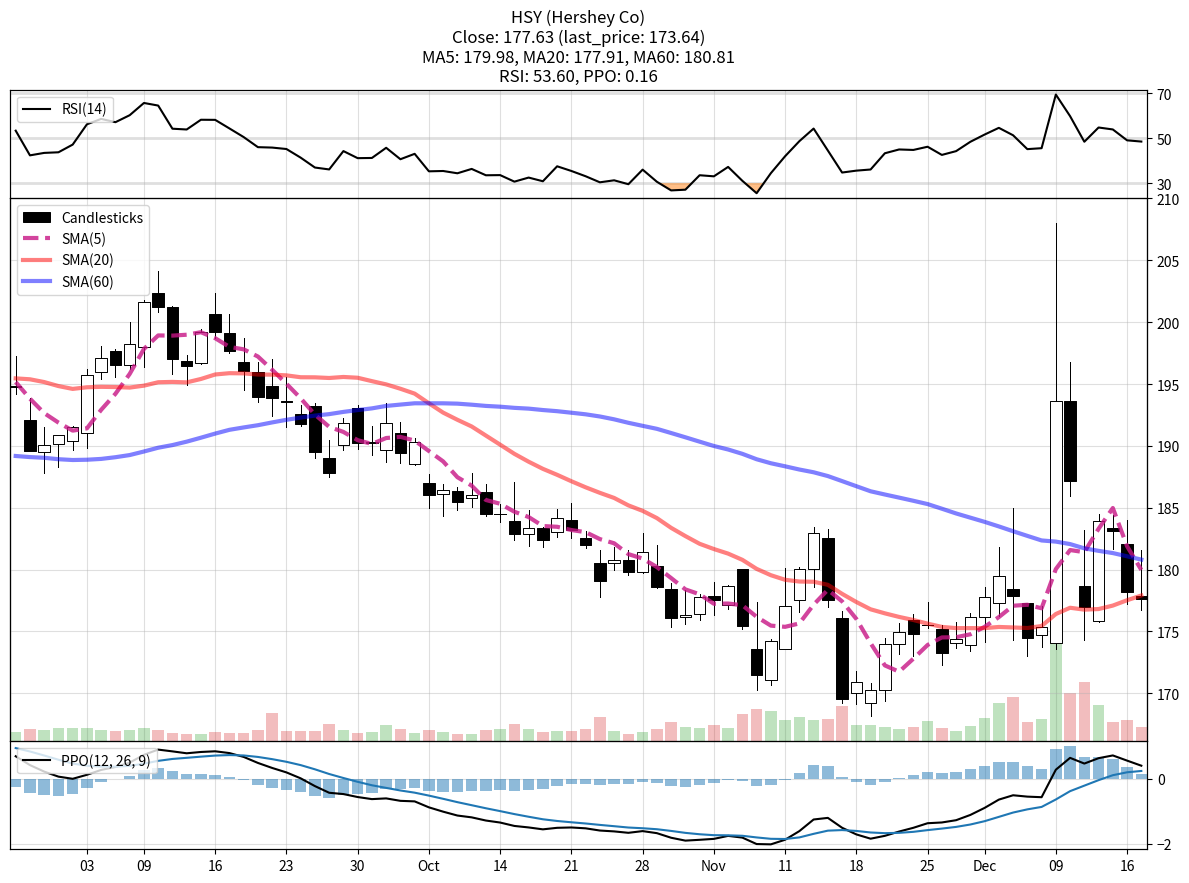 HSY (Hershey Co)
Close: 177.63 (last_price: 173.64)
MA5: 179.98, MA20: 177.91, MA60: 180.81
RSI: 53.60, PPO: 0.16
RSI(14)
70
50
30
Candlesticks
SMA(5)
SMA(20)
SMA(60)
210
205
200
195
190
185
180
175
170
PPO(12, 26, 9)
0
−2
03 09 16 23 30 Oct 14 21 28 Nov 11 18 25 Dec 09 16